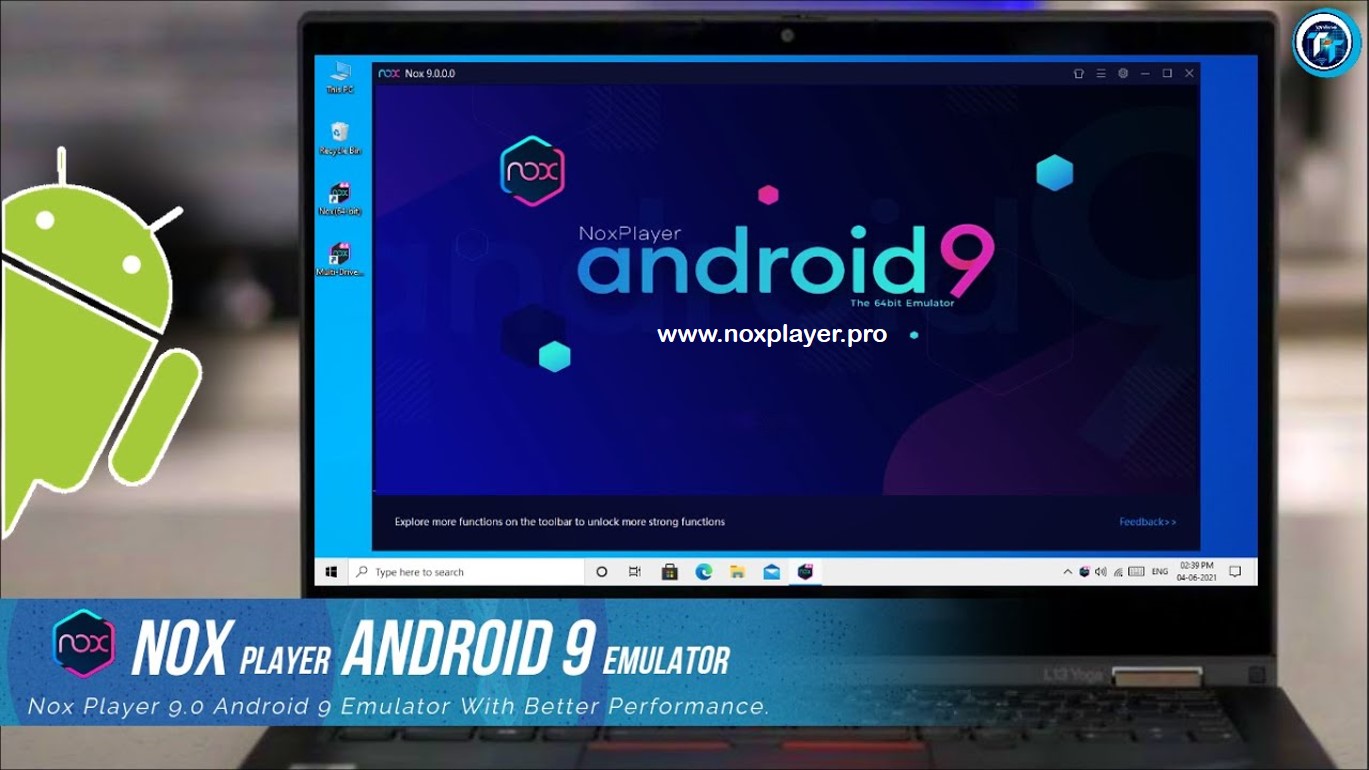 This PC
Recycle Bin
Nox (64-bit)
Multi-Drive...
nox Nox 9.0.0.0
nox
NoxPlayer
android 9
The 64bit Emulator
www.noxplayer.pro
Explore more functions on the toolbar to unlock more strong functions
Feedback>>
Type here to search
ENG
02:39 PM
04-06-2021
L13 Yoga
nox
NOX PLAYER ANDROID 9 EMULATOR
Nox Player 9.0 Android 9 Emulator With Better Performance.